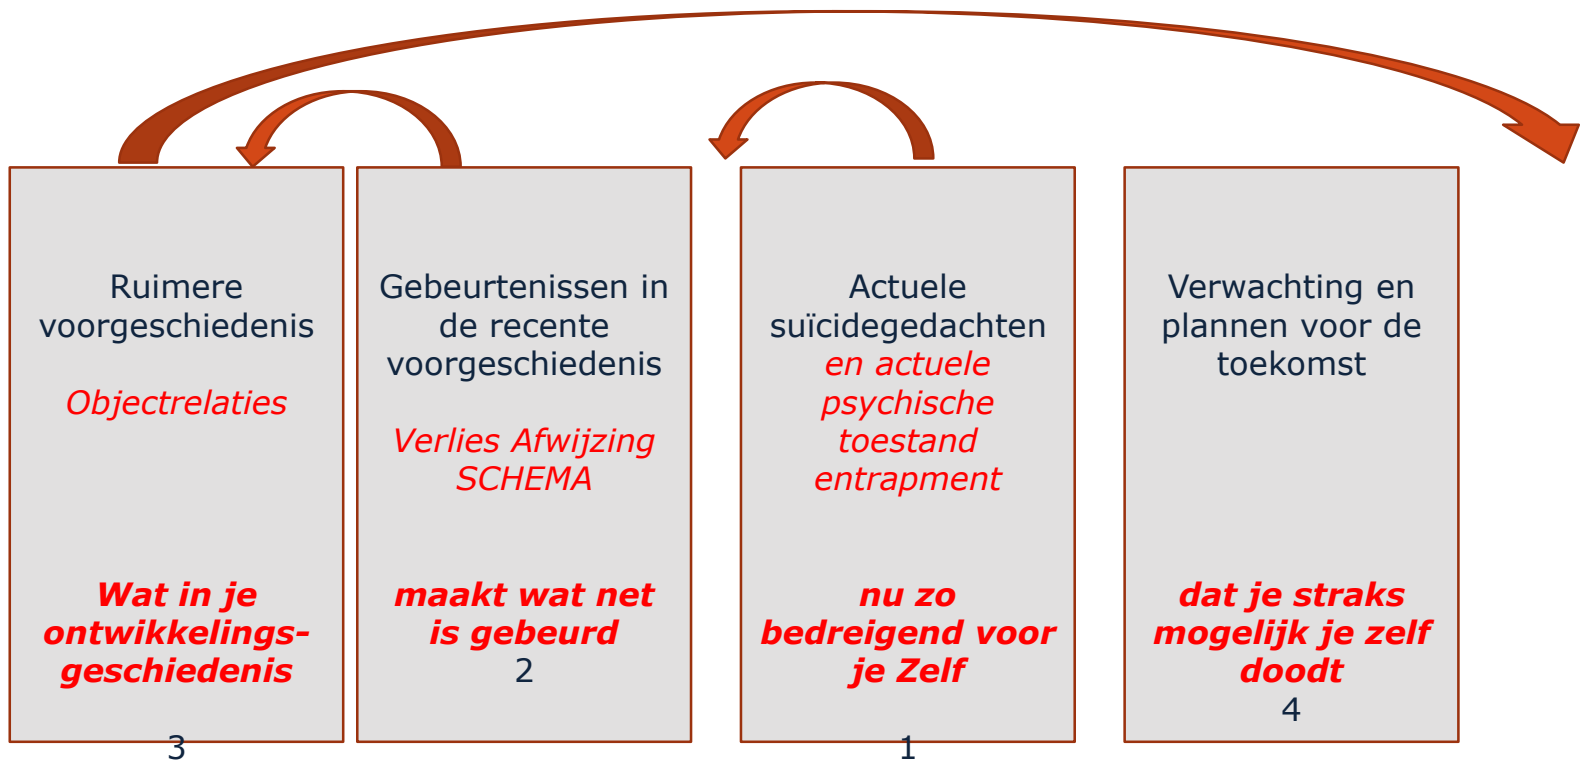 Ruimere
voorgeschiedenis
Objectrelaties
Wat in je
ontwikkelings-
geschiedenis
3
Gebeurtenissen in
de recente
voorgeschiedenis
Verlies Afwijzing
SCHEMA
maakt wat net
is gebeurd
2
Actuele
suïcidegedachten
en actuele
psychische
toestand
entrapment
nu zo
bedreigend voor
je Zelf
1
Verwachting en
plannen voor de
toekomst
dat je straks
mogelijk je zelf
doodt
4